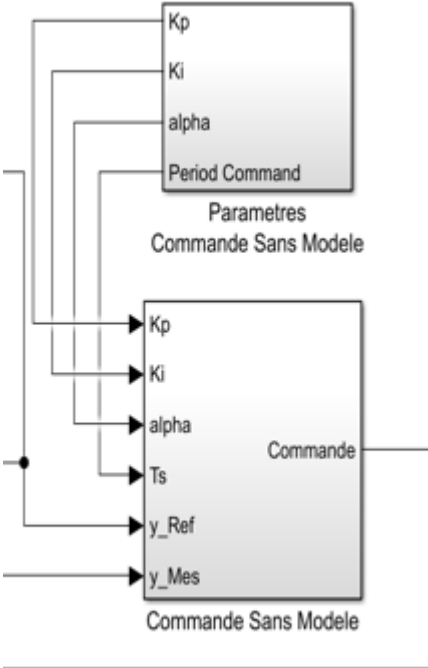 Kp
Ki
alpha
Period Command
Parametres
Commande Sans Modele
Kp
Ki
alpha
Commande
Ts
y_Ref
y_Mes
Commande Sans Modele